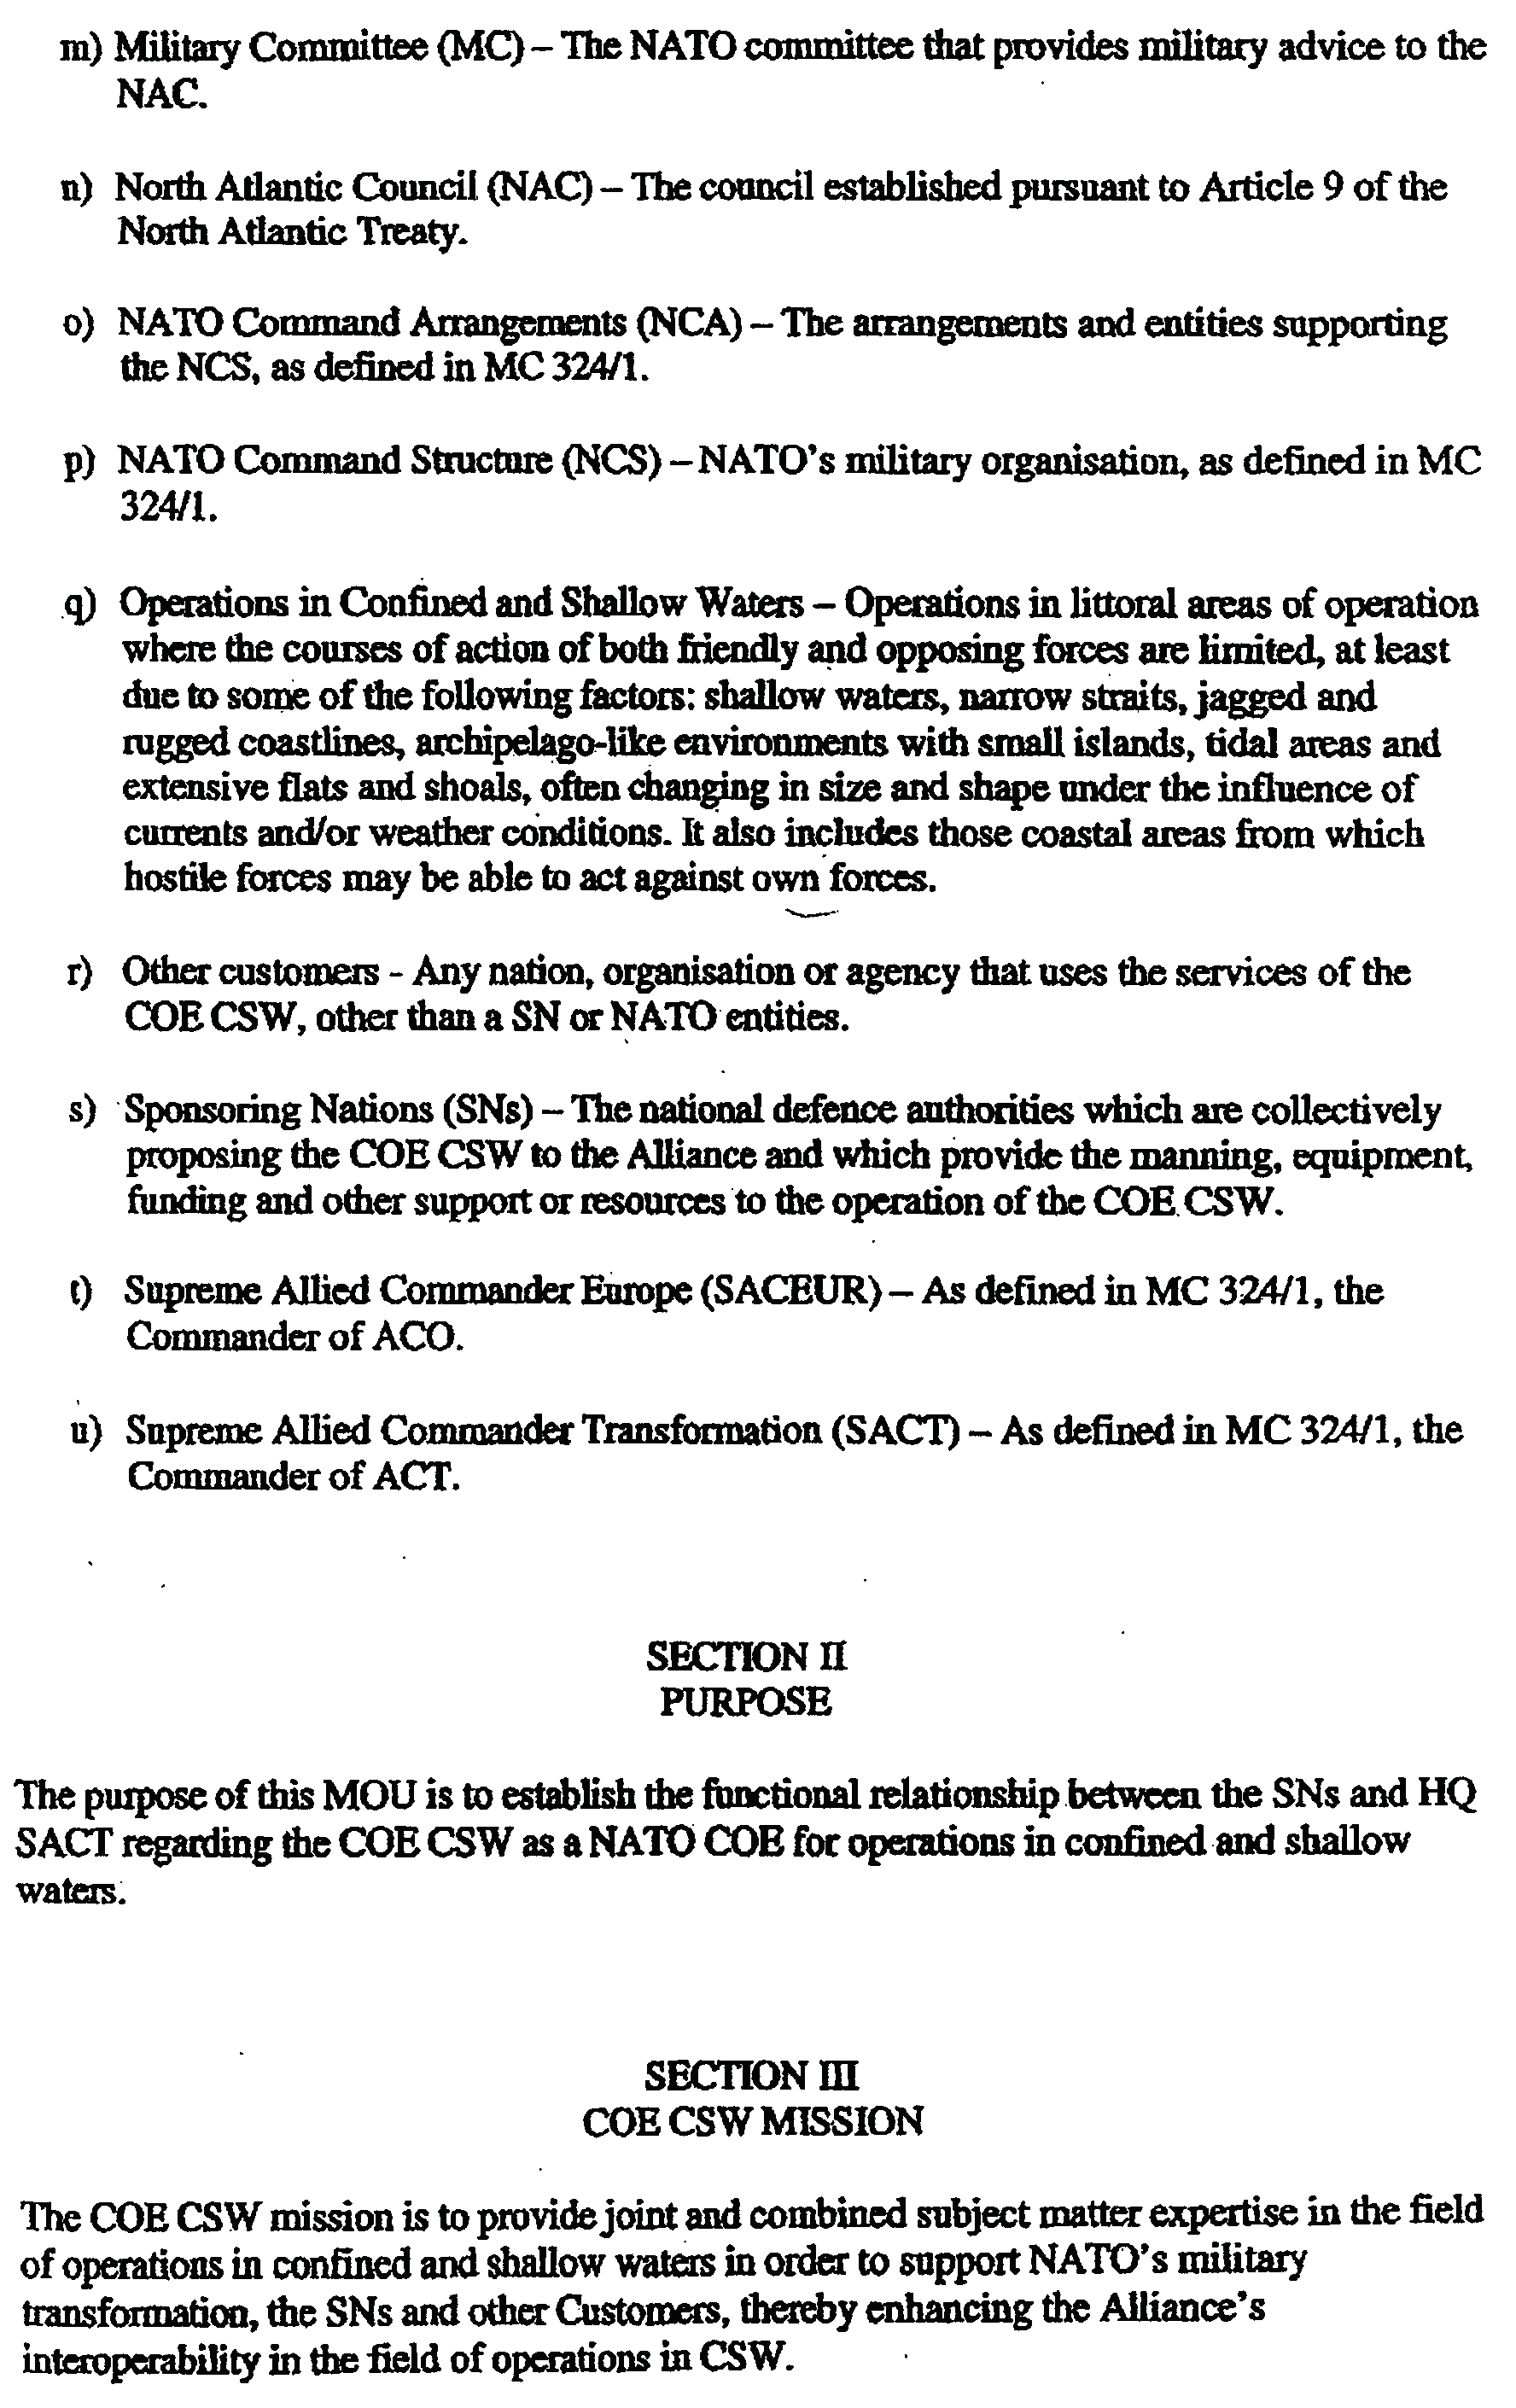 m) Military Committee (MC) – The NATO committee that provides military advice to the
NAC.
n) North Atlantic Council (NAC) – The council established pursuant to Article 9 of the
North Atlantic Treaty.
o) NATO Command Arrangements (NCA) – The arrangements and entities supporting
the NCS, as defined in MC 324/1.
p) NATO Command Structure (NCS) – NATO's military organisation, as defined in MC
324/1.
q) Operations in Confined and Shallow Waters – Operations in littoral areas of operation
where the courses of action of both friendly and opposing forces are limited, at least
due to some of the following factors: shallow waters, narrow straits, jagged and
rugged coastlines, archipelago-like environments with small islands, tidal areas and
extensive flats and shoals, often changing in size and shape under the influence of
currents and/or weather conditions. It also includes those coastal areas from which
hostile forces may be able to act against own forces.
r) Other customers - Any nation, organisation or agency that uses the services of the
COE CSW, other than a SN or NATO entities.
s) Sponsoring Nations (SNs) – The national defence authorities which are collectively
proposing the COE CSW to the Alliance and which provide the manning, equipment,
funding and other support or resources to the operation of the COE CSW.
t) Supreme Allied Commander Europe (SACEUR) – As defined in MC 324/1, the
Commander of ACO.
u) Supreme Allied Commander Transformation (SACT) – As defined in MC 324/1, the
Commander of ACT.
SECTION II
PURPOSE
The purpose of this MOU is to establish the functional relationship between the SNs and HQ
SACT regarding the COE CSW as a NATO COE for operations in confined and shallow
waters.
SECTION III
COE CSW MISSION
The COE CSW mission is to provide joint and combined subject matter expertise in the field
of operations in confined and shallow waters in order to support NATO's military
transformation, the SNs and other Customers, thereby enhancing the Alliance's
interoperability in the field of operations in CSW.